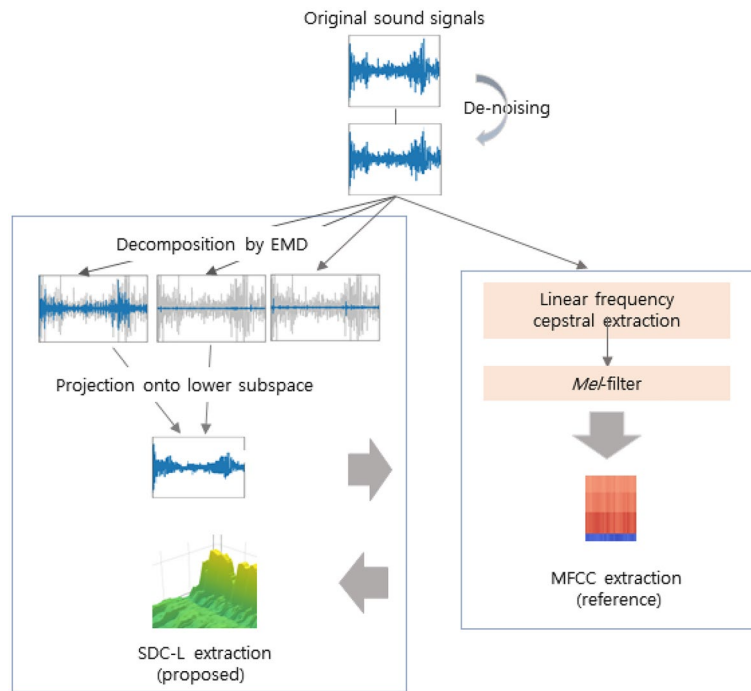 Original sound signals
De-noising
Decomposition by EMD
Projection onto lower subspace
SDC-L extraction
(proposed)
Linear frequency
cepstral extraction
Mel-filter
MFCC extraction
(reference)